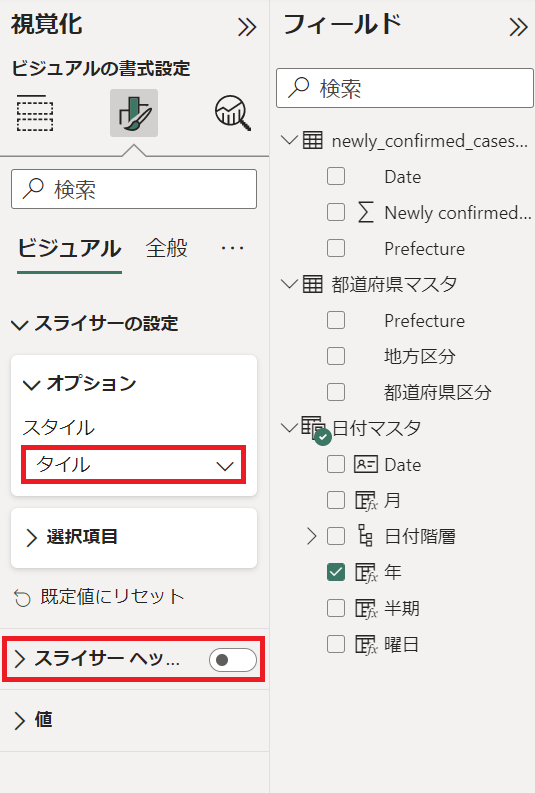 視覚化
ビジュアルの書式設定
検索
ビジュアル
全般
...
スライサーの設定
オプション
スタイル
タイル
選択項目
既定値にリセット
スライサー ヘッ...
値
フィールド
検索
newly_confirmed_cases...
Date
Σ Newly confirmed...
Prefecture
都道府県マスタ
Prefecture
地方区分
都道府県区分
日付マスタ
Date
fx 月
日付階層
fx 年
fx 半期
fx 曜日